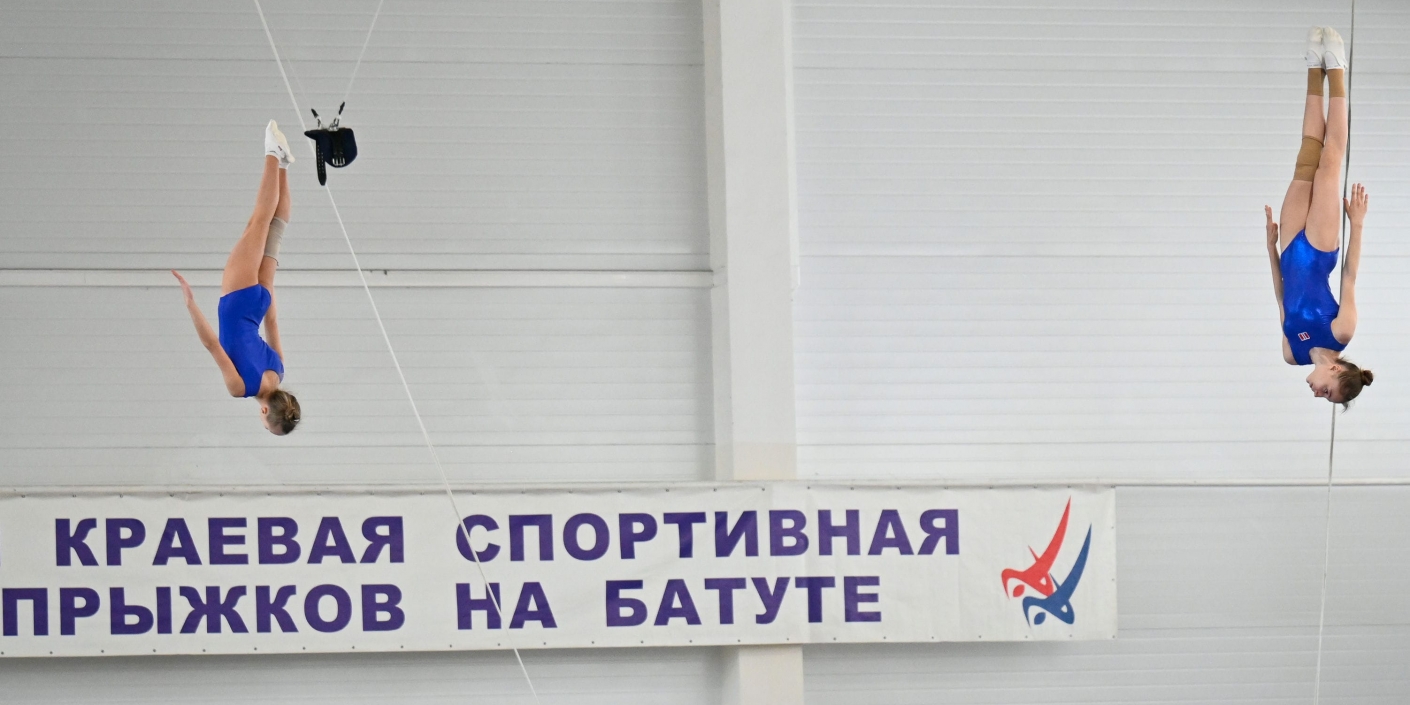 КРАЕВАЯ СПОРТИВНАЯ
ПРЫЖКОВ НА БАТУТЕ